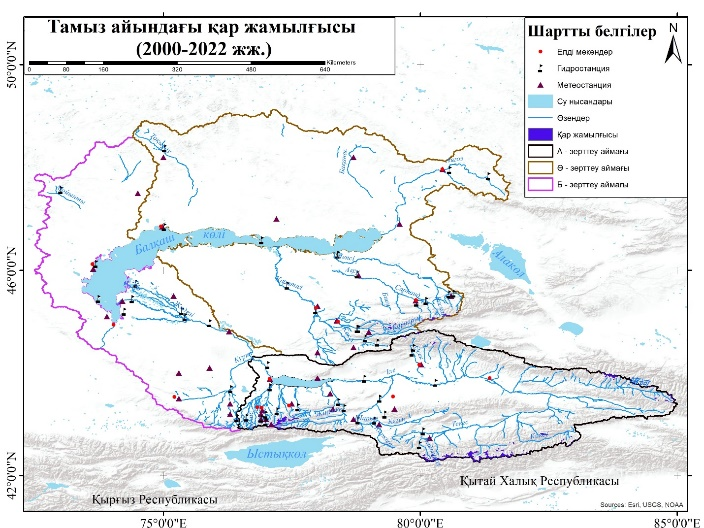 Тамыз айындағы қар жамылғысы
(2000-2022 жж.)
Kilometers
0 80 160 320 480 640
Шартты белгілер
N
Елді мекендер
Гидростанция
Метеостанция
Су нысандары
Өзендер
Қар жамылғысы
А - зерттеу аймағы
Ә - зерттеу аймағы
Б - зерттеу аймағы
50°0'0"N
46°0'0"N
42°0'0"N
Балқаш көлі
Алакөл
Ыстықкөл
Қырғыз Республикасы
Қытай Халық Республикасы
Sources: Esri, USGS, NOAA
75°0'0"E
80°0'0"E
85°0'0"E